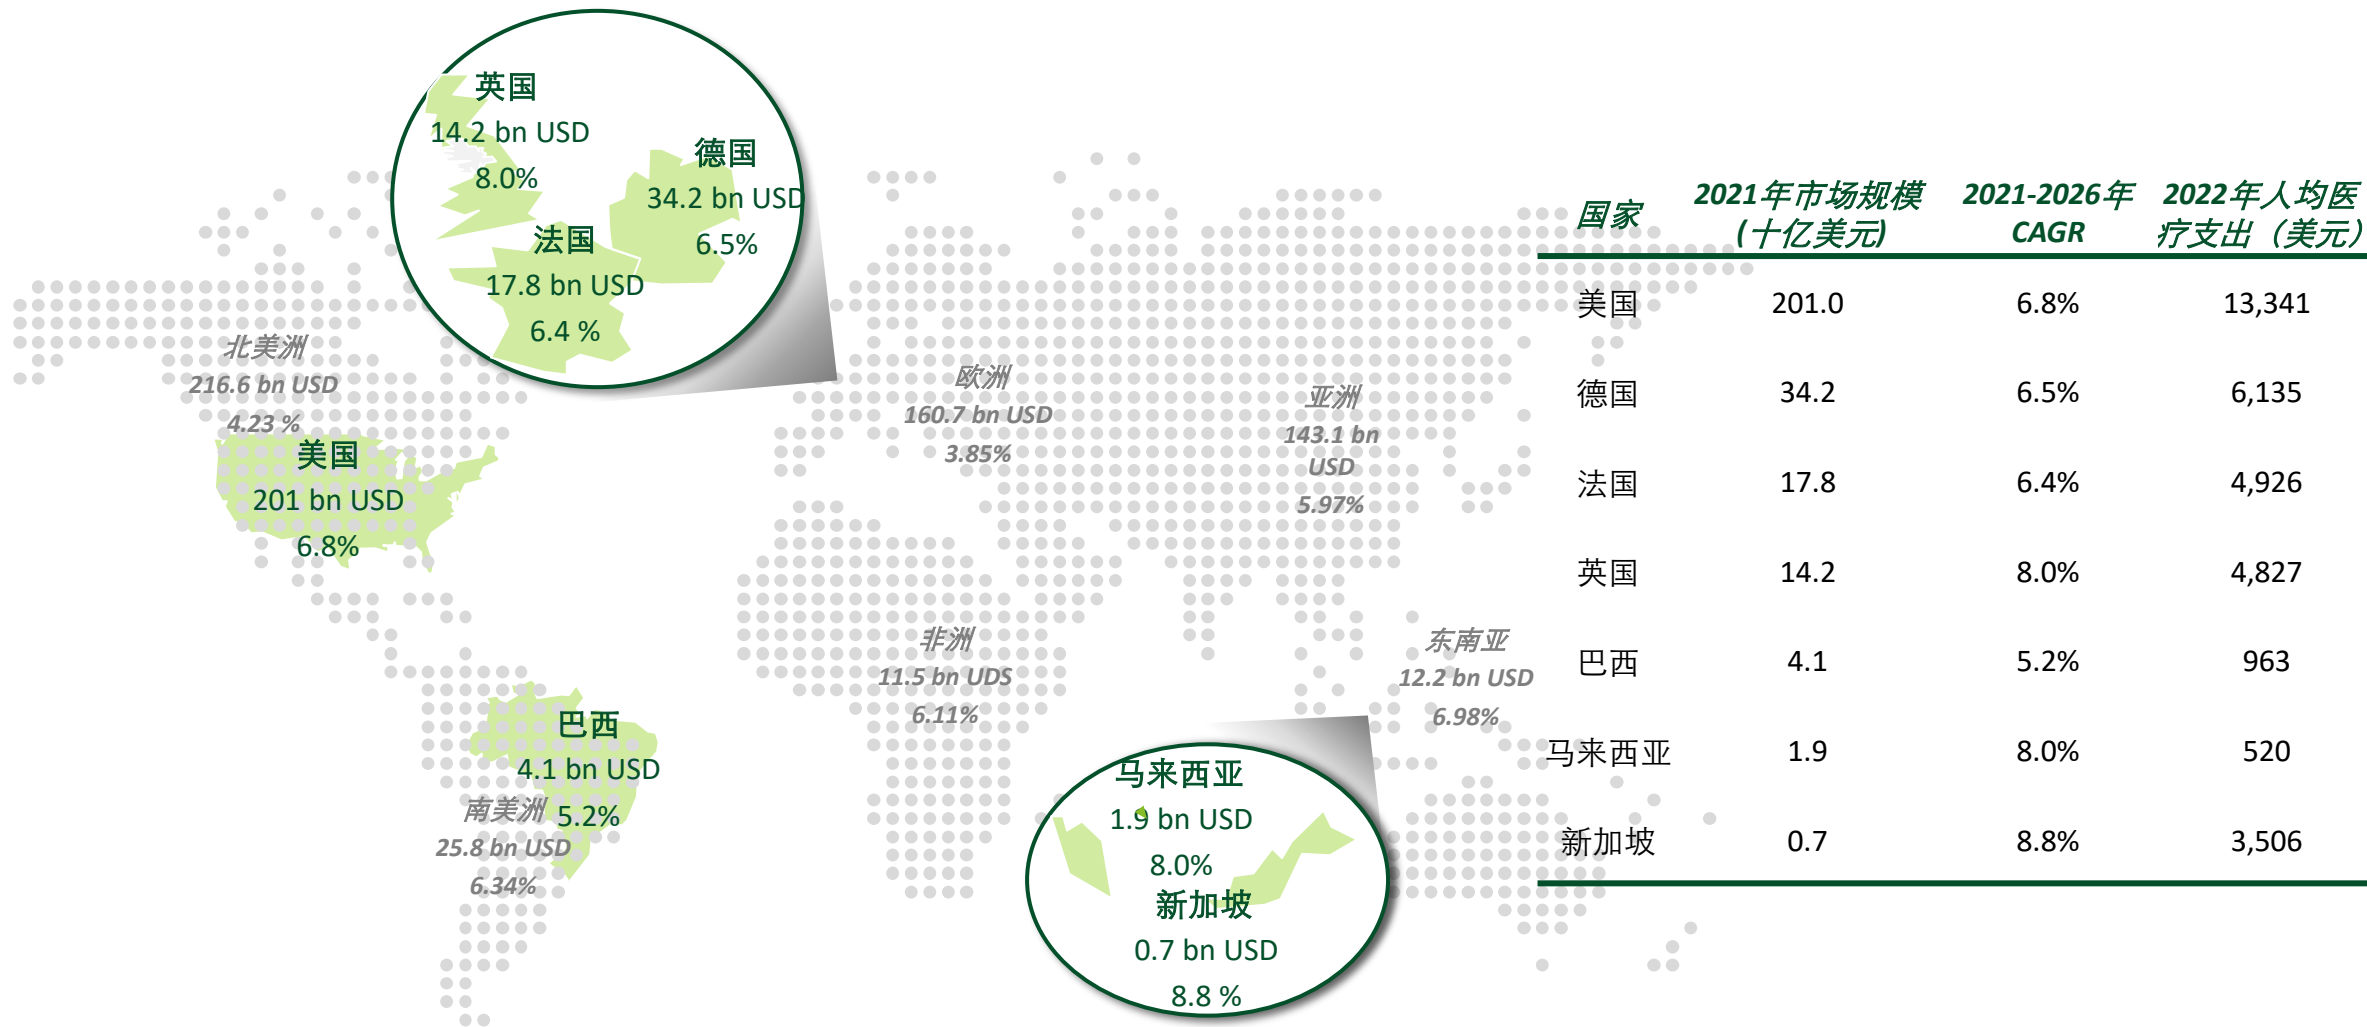 英国
14.2 bn USD
8.0%
德国
34.2 bn USD
6.5%
法国
17.8 bn USD
6.4 %
北美洲
216.6 bn USD
4.23 %
美国
201 bn USD
6.8%
欧洲
160.7 bn USD
3.85%
亚洲
143.1 bn
USD
5.97%
非洲
11.5 bn UDS
6.11%
东南亚
12.2 bn USD
6.98%
巴西
4.1 bn USD
5.2%
南美洲
25.8 bn USD
6.34%
马来西亚
1.9 bn USD
8.0%
新加坡
0.7 bn USD
8.8 %
国家 2021年市场规模 2021-2026年 2022年人均医
(十亿美元) CAGR 疗支出（美元）
美国 201.0 6.8% 13,341
德国 34.2 6.5% 6,135
法国 17.8 6.4% 4,926
英国 14.2 8.0% 4,827
巴西 4.1 5.2% 963
马来西亚 1.9 8.0% 520
新加坡 0.7 8.8% 3,506